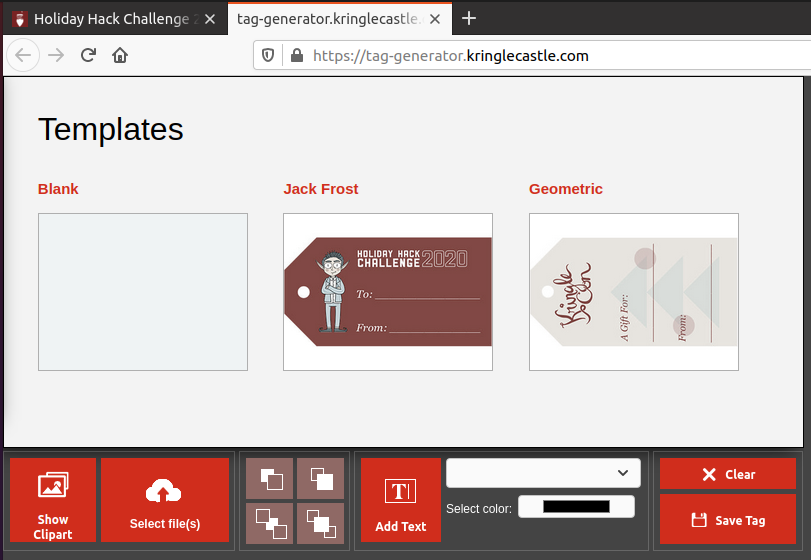 Holiday Hack Challenge 2
tag-generator.kringlecastle.
https://tag-generator.kringlecastle.com
Templates
Blank
Jack Frost
Geometric
HOLIDAY HACK
CHALLENGE 2020
To:
From:
Kringle
Con
A Gift For:
From:
Show
Clipart
Select file(s)
T
Add Text
Select color:
Clear
Save Tag